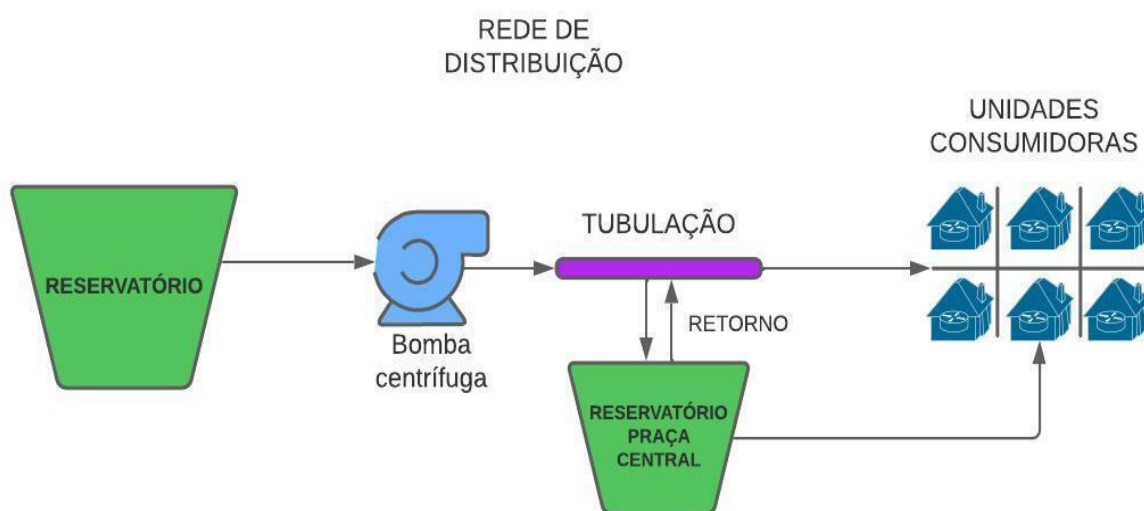 REDE DE
DISTRIBUIÇÃO
UNIDADES
CONSUMIDORAS
TUBULAÇÃO
RESERVATÓRIO
RETORNO
Bomba
centrífuga
RESERVATÓRIO
PRAÇA
CENTRAL